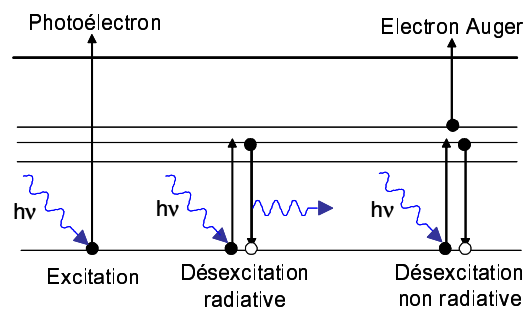 Photoélectron
Electron Auger
hν
hν
hν
Excitation
Désexcitation
radiative
Désexcitation
non radiative